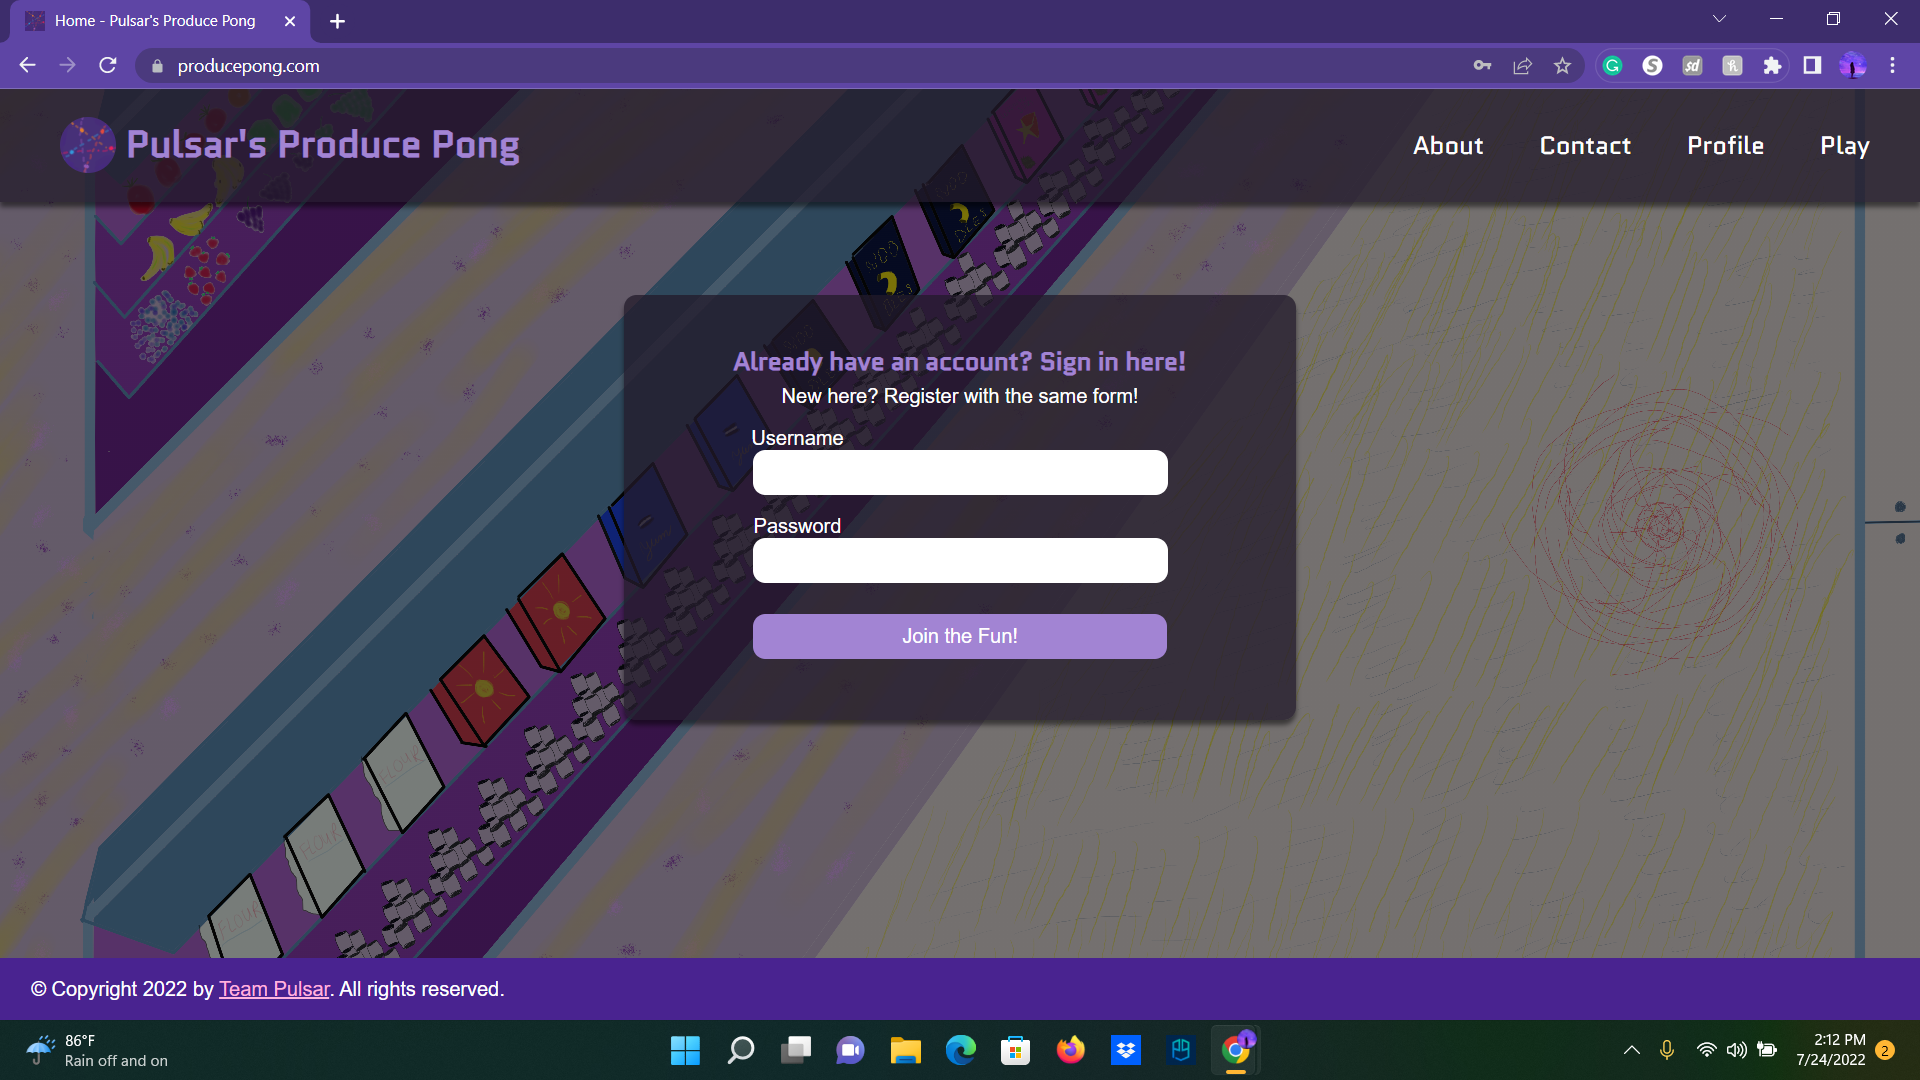 Home - Pulsar's Produce Pong
producepong.com
Pulsar's Produce Pong
About
Contact
Profile
Play
Already have an account? Sign in here!
New here? Register with the same form!
Username
Password
Join the Fun!
FLOUR
FLOUR
© Copyright 2022 by Team Pulsar. All rights reserved.
86°F
Rain off and on
2:12 PM
7/24/2022
2